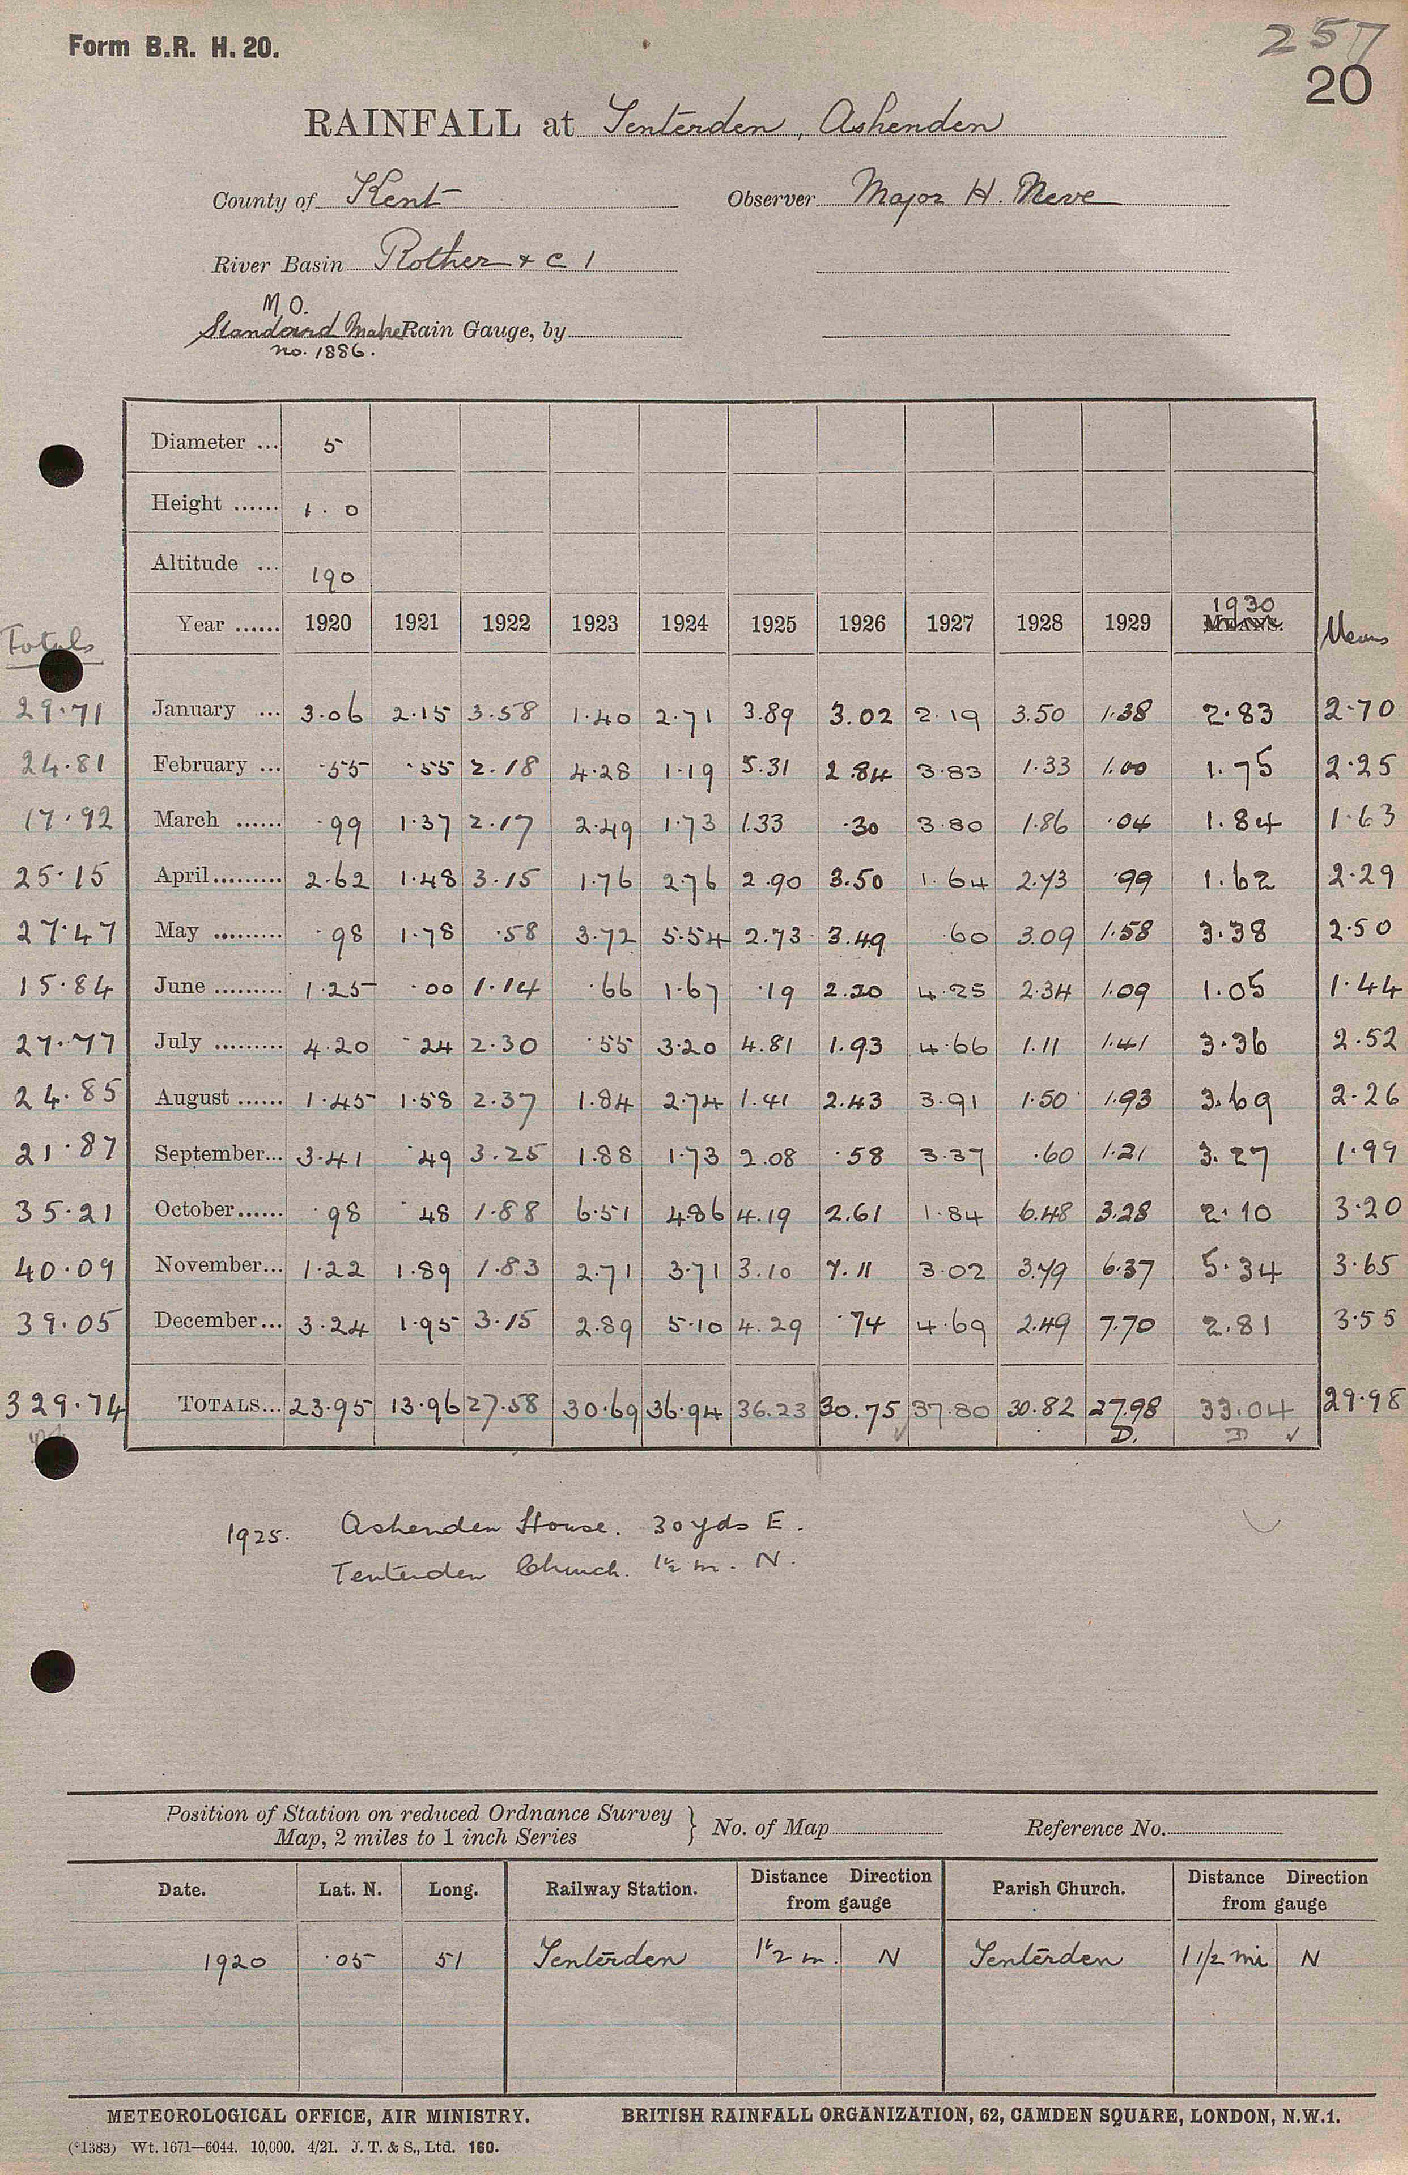 Form B.R. H. 20.
257
20
RAINFALL at Tenterden, Ashenden
County of Kent Observer Major H. Neve
River Basin Rother + C 1
M.O.
Standard Make Rain Gauge, by
no. 1886.
Diameter ... 5
Height ...... 1. 0
Altitude ... 190
Totals Year ...... 1920 1921 1922 1923 1924 1925 1926 1927 1928 1929 1930 MEANS. Means
29.71 January ... 3.06 2.15 3.58 1.40 2.71 3.89 3.02 2.19 3.50 1.38 2.83 2.70
24.81 February ... .55 .55 2.18 4.28 1.19 5.31 2.84 3.83 1.33 1.00 1.75 2.25
17.92 March ...... .99 1.37 2.17 2.49 1.73 1.33 .30 3.80 1.86 .04 1.84 1.63
25.15 April ......... 2.62 1.48 3.15 1.76 2.76 2.90 3.50 1.64 2.73 .99 1.62 2.29
27.47 May ......... .98 1.78 .58 3.72 5.54 2.73 3.49 .60 3.09 1.58 3.38 2.50
15.84 June ......... 1.25 .00 1.14 .66 1.67 .19 2.20 4.25 2.34 1.09 1.05 1.44
27.77 July ......... 4.20 .24 2.30 .55 3.20 4.81 1.93 4.66 1.11 1.41 3.36 2.52
24.85 August ...... 1.45 1.58 2.37 1.84 2.74 1.41 2.43 3.91 1.50 1.93 3.69 2.26
21.87 September... 3.41 .49 3.25 1.88 1.73 2.08 .58 3.37 .60 1.21 3.27 1.99
35.21 October...... .98 .48 1.88 6.51 4.86 4.19 2.61 1.84 6.48 3.28 2.10 3.20
40.09 November... 1.22 1.89 1.83 2.71 3.71 3.10 7.11 3.02 3.79 6.37 5.34 3.65
39.05 December... 3.24 1.95 3.15 2.89 5.10 4.29 .74 4.69 2.49 7.70 2.81 3.55
329.74 TOTALS... 23.95 13.96 27.58 30.69 36.94 36.23 30.75 37.80 30.82 27.98 33.04 29.98
D. D ✓
1925. Ashenden House. 30 yds E.
Tenterden Church. 1½ m. N.
Position of Station on reduced Ordnance Survey
Map, 2 miles to 1 inch Series } No. of Map Reference No.
Date. Lat. N. Long. Railway Station. Distance Direction from gauge Parish Church. Distance Direction from gauge
1920 .05 51 Tenterden 1½ m. N Tenterden 1 1/2 mi N
METEOROLOGICAL OFFICE, AIR MINISTRY. BRITISH RAINFALL ORGANIZATION, 62, CAMDEN SQUARE, LONDON, N.W.1.
(*1383) Wt. 1671—6044. 10,000. 4/21. J. T. & S., Ltd. 160.